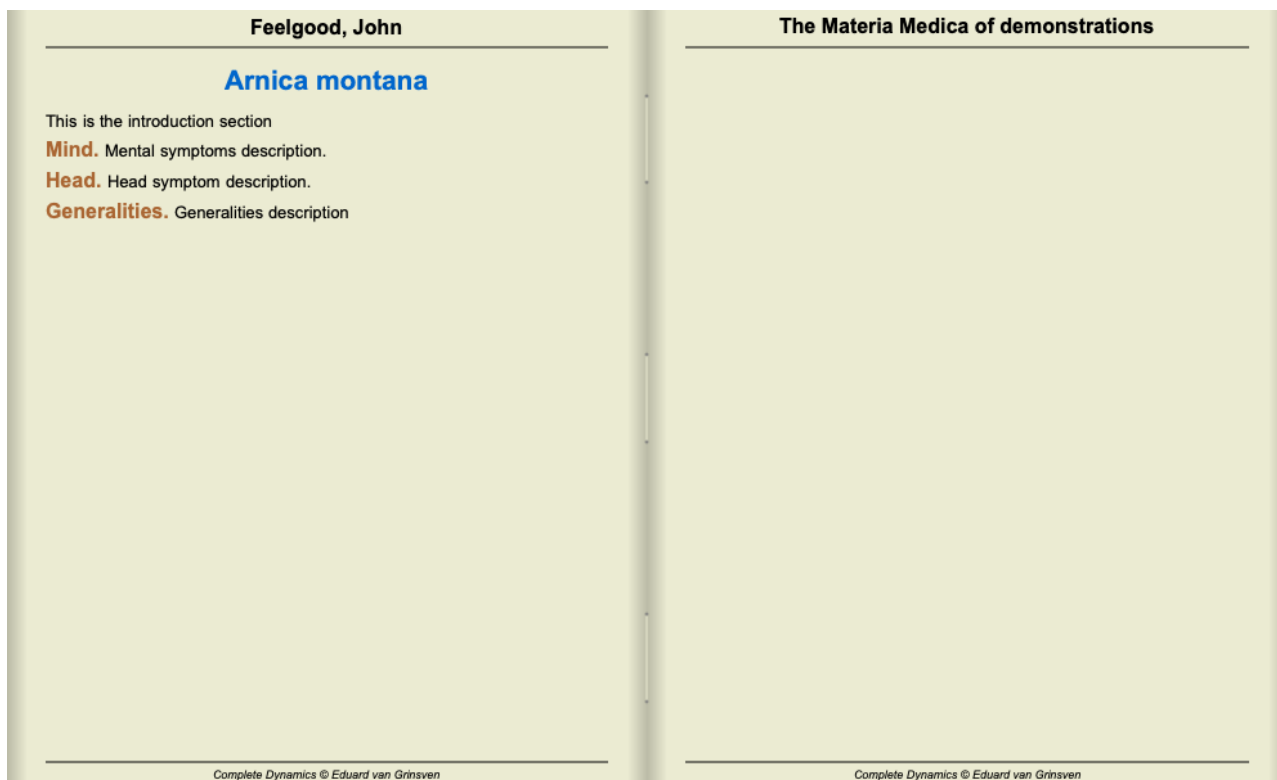 Feelgood, John
Arnica montana
This is the introduction section
Mind. Mental symptoms description.
Head. Head symptom description.
Generalities. Generalities description
Complete Dynamics © Eduard van Grinsven
The Materia Medica of demonstrations
Complete Dynamics © Eduard van Grinsven